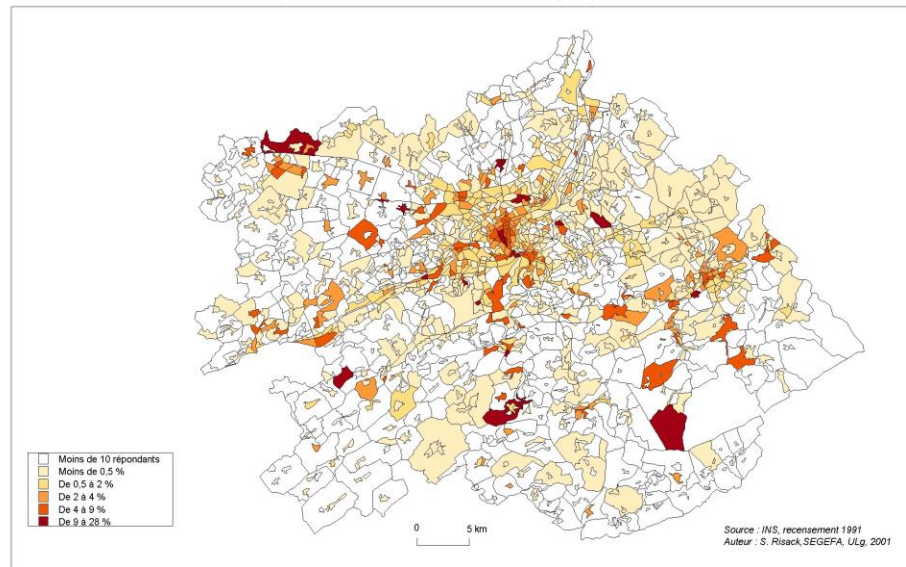 Moins de 10 répondants
Moins de 0,5 %
De 0,5 à 2 %
De 2 à 4 %
De 4 à 9 %
De 9 à 28 %
0 5 km
Source : INS, recensement 1991
Auteur : S. Risack,SEGEFA, ULg, 2001